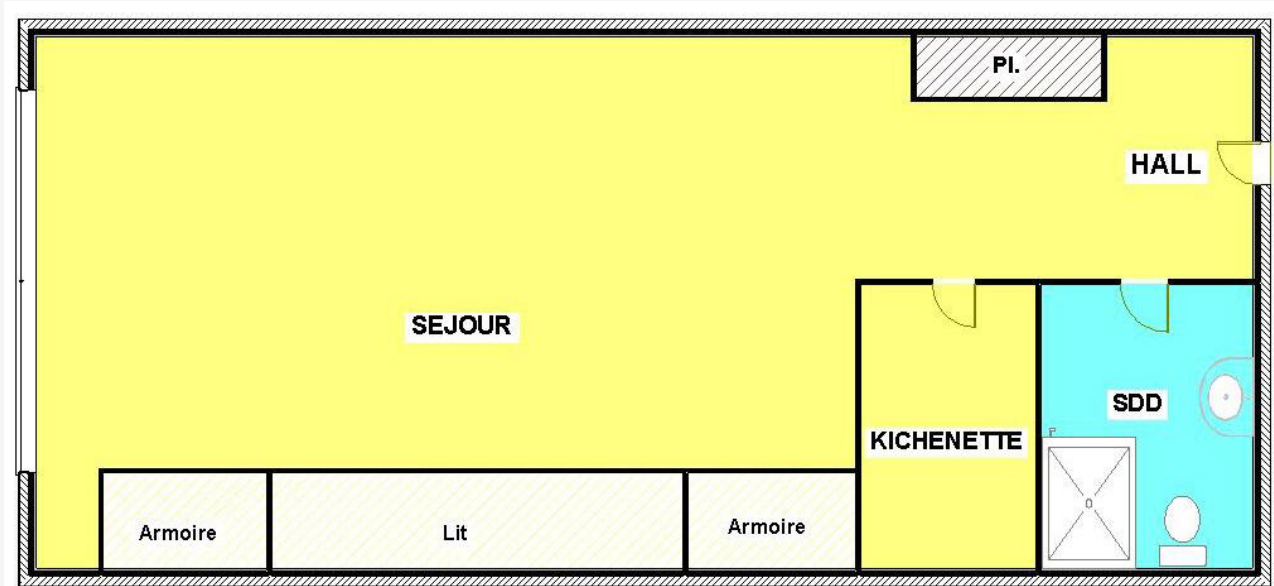 Pl.
HALL
SEJOUR
SDD
KICHENETTE
Armoire
Lit
Armoire